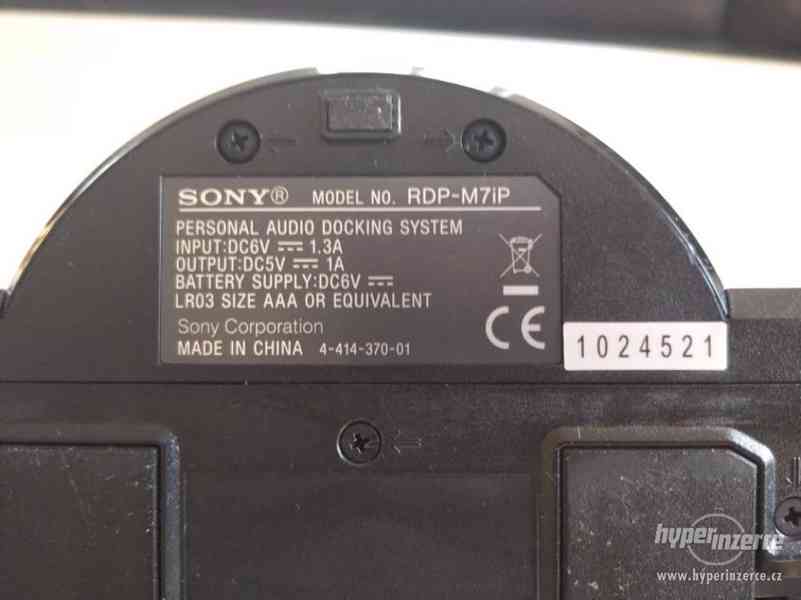 SONY® MODEL NO. RDP-M7iP
PERSONAL AUDIO DOCKING SYSTEM
INPUT:DC6V ⎓ 1.3A
OUTPUT:DC5V ⎓ 1A
BATTERY SUPPLY:DC6V ⎓
LR03 SIZE AAA OR EQUIVALENT
Sony Corporation
MADE IN CHINA 4-414-370-01
CE
1024521
hyperinzerce
www.hyperinzerce.cz